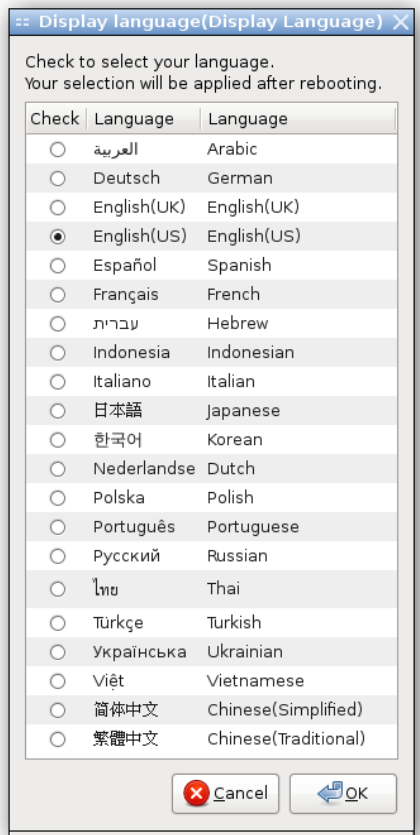 Display language(Display Language)
Check to select your language.
Your selection will be applied after rebooting.
Check Language Language
العربية Arabic
Deutsch German
English(UK) English(UK)
English(US) English(US)
Español Spanish
Français French
עברית Hebrew
Indonesia Indonesian
Italiano Italian
日本語 Japanese
한국어 Korean
Nederlandse Dutch
Polska Polish
Português Portuguese
Русский Russian
ไทย Thai
Türkçe Turkish
Українська Ukrainian
Việt Vietnamese
简体中文 Chinese(Simplified)
繁體中文 Chinese(Traditional)
Cancel OK